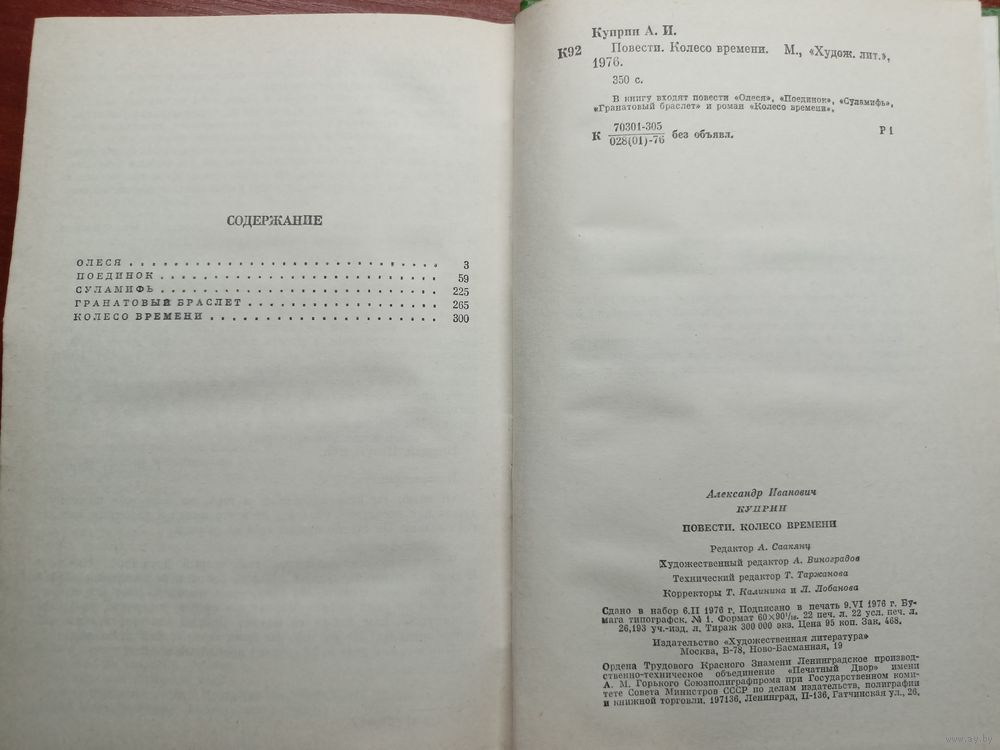 СОДЕРЖАНИЕ
ОЛЕСЯ . . . . . . . . . . . . . . . . . . . . . . . . . . . 3
ПОЕДИНОК . . . . . . . . . . . . . . . . . . . . . . . . 59
СУЛАМИФЬ . . . . . . . . . . . . . . . . . . . . . . . . 225
ГРАНАТОВЫЙ БРАСЛЕТ . . . . . . . . . . . . . . . . . 265
КОЛЕСО ВРЕМЕНИ . . . . . . . . . . . . . . . . . . . . 300
Куприн А. И.
К92 Повести. Колесо времени. М., «Худож. лит.»,
1976.
350 с.
В книгу входят повести «Олеся», «Поединок», «Суламифь»,
«Гранатовый браслет» и роман «Колесо времени».
К 70301-305
028(01)-76 без объявл. Р1
Александр Иванович
КУПРИН
ПОВЕСТИ. КОЛЕСО ВРЕМЕНИ
Редактор А. Саакянц
Художественный редактор А. Виноградов
Технический редактор Т. Таржанова
Корректоры Т. Калинина и Л. Лобанова
Сдано в набор 6.II 1976 г. Подписано в печать 9.VI 1976 г. Бу-
мага типографск. № 1. Формат 60×90¹/₁₆. 22 печ. л. 22 усл. печ. л.
26,193 уч.-изд. л. Тираж 300 000 экз. Цена 95 коп. Зак. 468.
Издательство «Художественная литература»
Москва, Б-78, Ново-Басманная, 19
Ордена Трудового Красного Знамени Ленинградское производ-
ственно-техническое объединение «Печатный Двор» имени
А. М. Горького Союзполиграфпрома при Государственном коми-
тете Совета Министров СССР по делам издательств, полиграфии
и книжной торговли. 197136, Ленинград, П-136, Гатчинская ул., 26.
www.ay.by